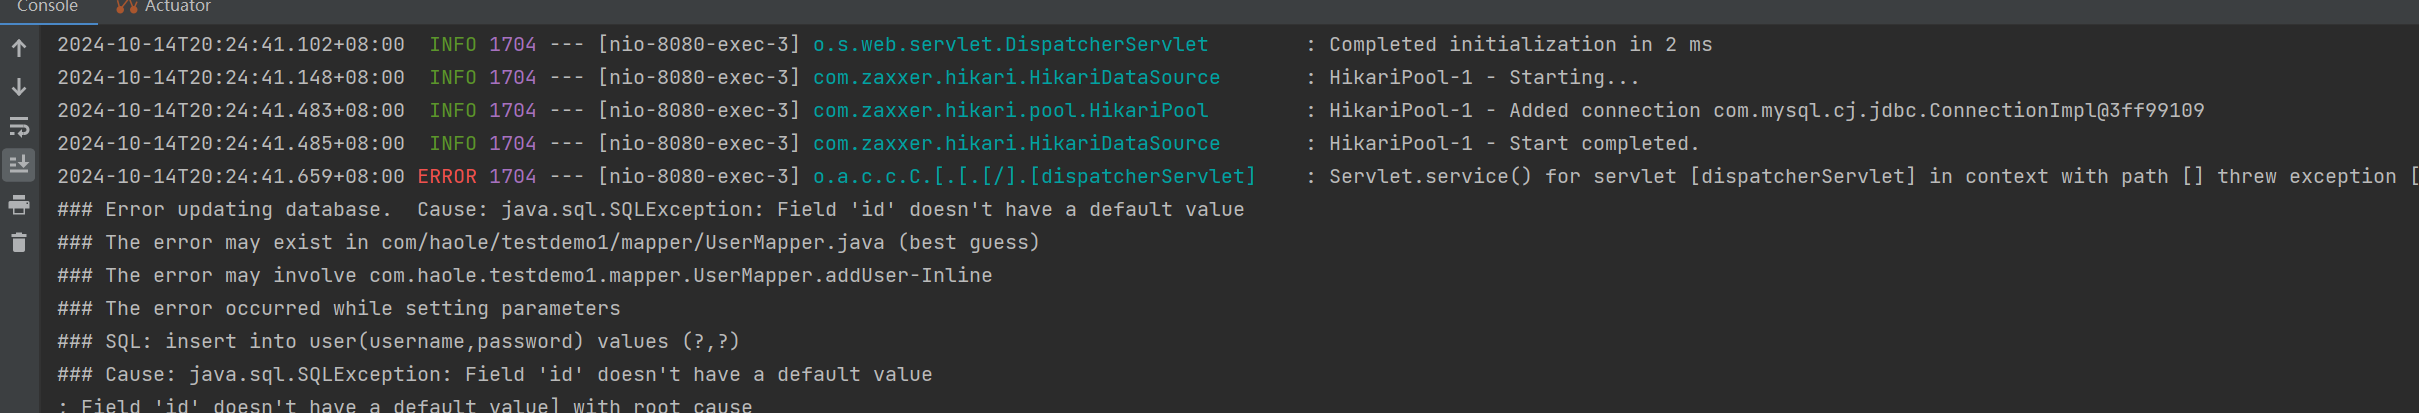 Console Actuator
2024-10-14T20:24:41.102+08:00  INFO 1704 --- [nio-8080-exec-3] o.s.web.servlet.DispatcherServlet        : Completed initialization in 2 ms
2024-10-14T20:24:41.148+08:00  INFO 1704 --- [nio-8080-exec-3] com.zaxxer.hikari.HikariDataSource       : HikariPool-1 - Starting...
2024-10-14T20:24:41.483+08:00  INFO 1704 --- [nio-8080-exec-3] com.zaxxer.hikari.pool.HikariPool        : HikariPool-1 - Added connection com.mysql.cj.jdbc.ConnectionImpl@3ff99109
2024-10-14T20:24:41.485+08:00  INFO 1704 --- [nio-8080-exec-3] com.zaxxer.hikari.HikariDataSource       : HikariPool-1 - Start completed.
2024-10-14T20:24:41.659+08:00 ERROR 1704 --- [nio-8080-exec-3] o.a.c.c.C.[.[.[/].[dispatcherServlet]    : Servlet.service() for servlet [dispatcherServlet] in context with path [] threw exception [
### Error updating database.  Cause: java.sql.SQLException: Field 'id' doesn't have a default value
### The error may exist in com/haole/testdemo1/mapper/UserMapper.java (best guess)
### The error may involve com.haole.testdemo1.mapper.UserMapper.addUser-Inline
### The error occurred while setting parameters
### SQL: insert into user(username,password) values (?,?)
### Cause: java.sql.SQLException: Field 'id' doesn't have a default value
; Field 'id' doesn't have a default value] with root cause